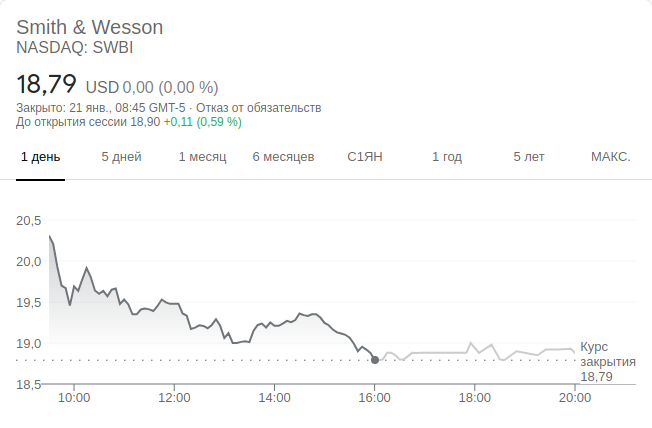 Smith & Wesson
NASDAQ: SWBI
18,79 USD 0,00 (0,00 %)
Закрыто: 21 янв., 08:45 GMT-5 · Отказ от обязательств
До открытия сессии 18,90 +0,11 (0,59 %)
1 день 5 дней 1 месяц 6 месяцев С1ЯН 1 год 5 лет МАКС.
20,5
20,0
19,5
19,0
18,5
Курс
закрытия
18,79
10:00 12:00 14:00 16:00 18:00 20:00